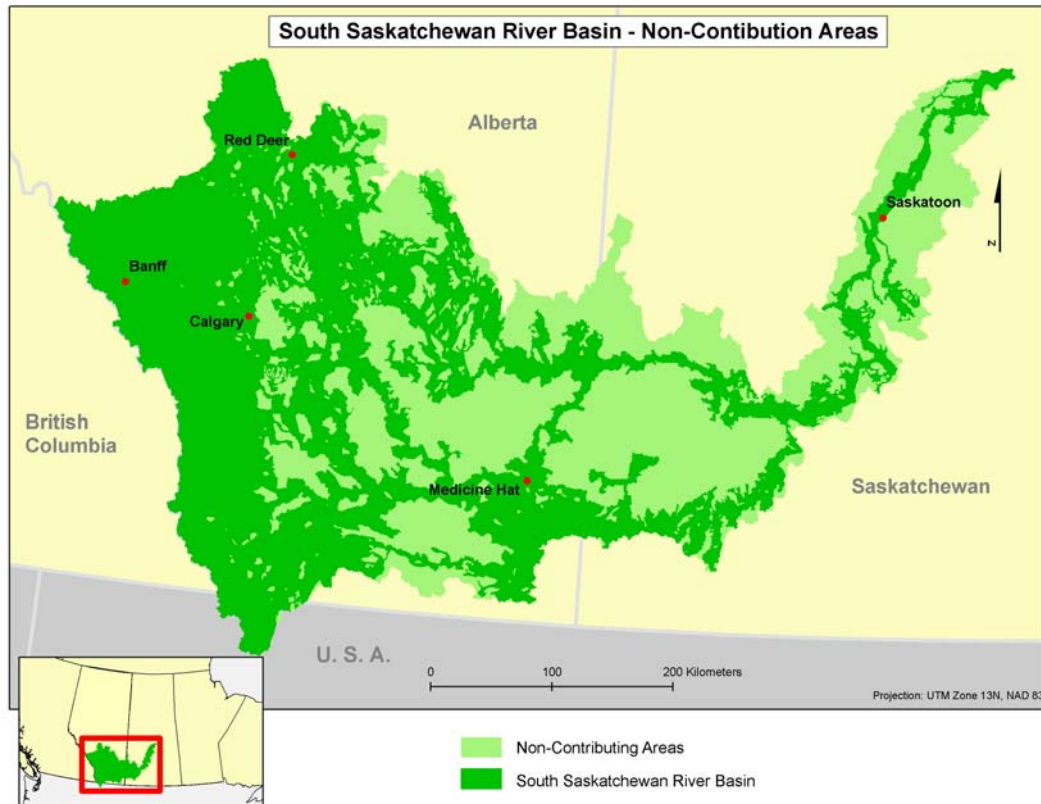 South Saskatchewan River Basin - Non-Contibution Areas
Alberta
Red Deer
Saskatoon
N
Banff
Calgary
British
Columbia
Medicine Hat
Saskatchewan
U. S. A.
0 100 200 Kilometers
Projection: UTM Zone 13N, NAD 83
Non-Contributing Areas
South Saskatchewan River Basin